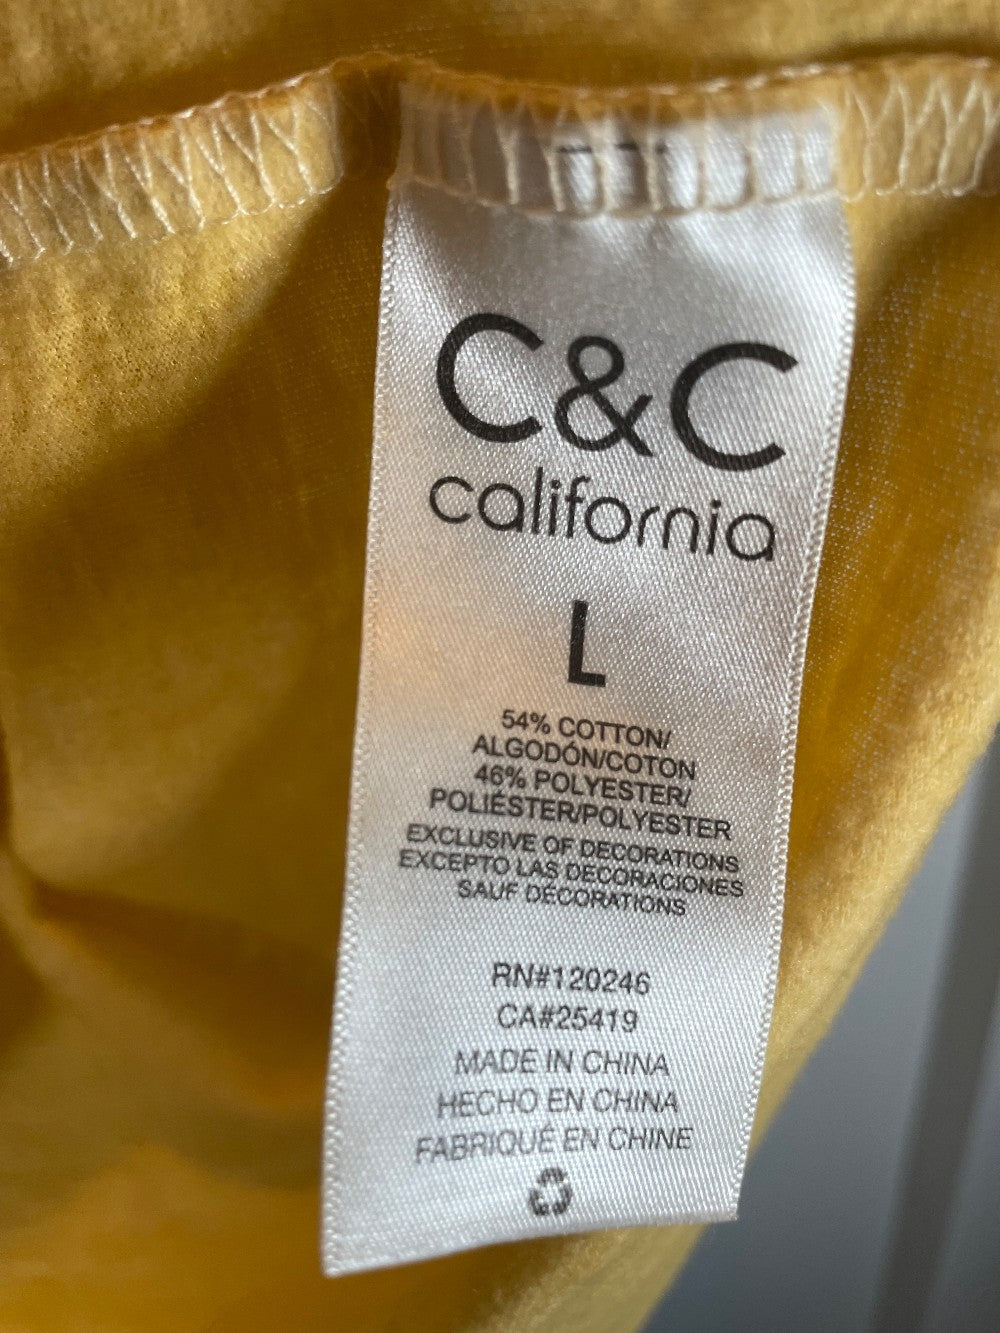 C&C
california
L
54% COTTON/
ALGODÓN/COTON
46% POLYESTER/
POLIÉSTER/POLYESTER
EXCLUSIVE OF DECORATIONS
EXCEPTO LAS DECORACIONES
SAUF DÉCORATIONS
RN#120246
CA#25419
MADE IN CHINA
HECHO EN CHINA
FABRIQUÉ EN CHINE